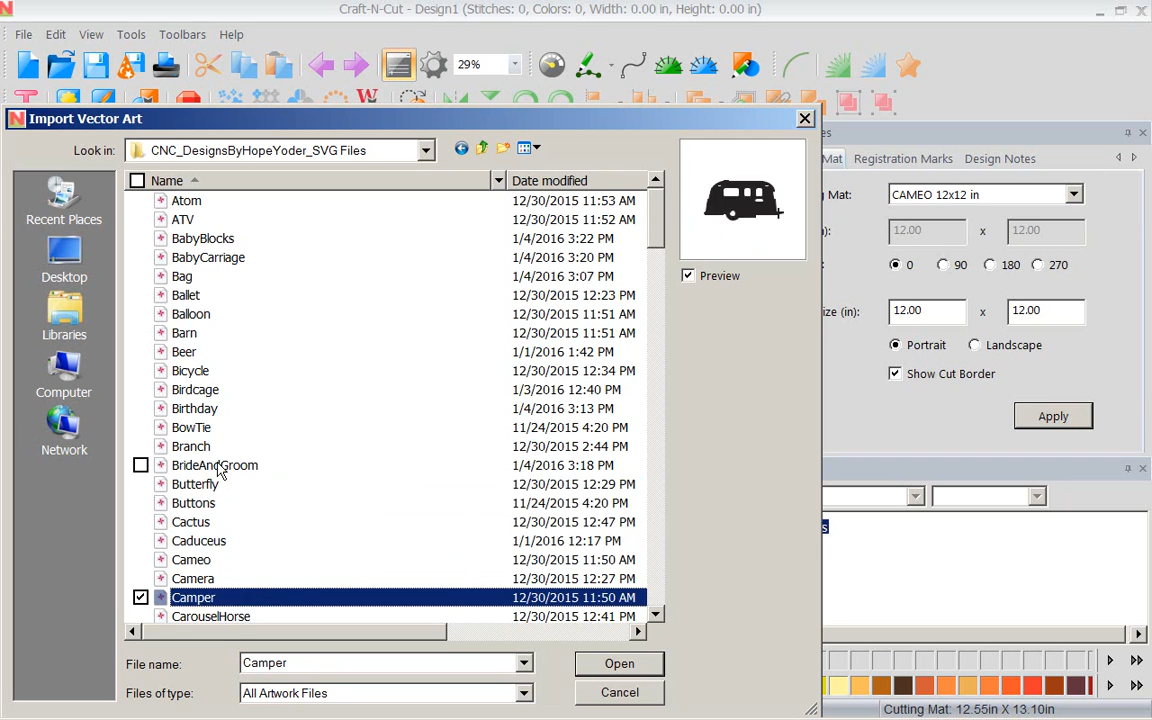 Craft-N-Cut - Design1 (Stitches: 0, Colors: 0, Width: 0.00 in, Height: 0.00 in)
File Edit View Tools Toolbars Help
29%
Import Vector Art
Look in: CNC_DesignsByHopeYoder_SVG Files
Recent Places
Desktop
Libraries
Computer
Network
Name Date modified
Atom 12/30/2015 11:53 AM
ATV 12/30/2015 11:52 AM
BabyBlocks 1/4/2016 3:22 PM
BabyCarriage 1/4/2016 3:20 PM
Bag 1/4/2016 3:07 PM
Ballet 12/30/2015 12:23 PM
Balloon 12/30/2015 11:51 AM
Barn 12/30/2015 11:51 AM
Beer 1/1/2016 1:42 PM
Bicycle 12/30/2015 12:34 PM
Birdcage 1/3/2016 12:40 PM
Birthday 1/4/2016 3:13 PM
BowTie 11/24/2015 4:20 PM
Branch 12/30/2015 2:44 PM
BrideAndGroom 1/4/2016 3:18 PM
Butterfly 12/30/2015 12:29 PM
Buttons 11/24/2015 4:20 PM
Cactus 12/30/2015 12:47 PM
Caduceus 1/1/2016 12:17 PM
Cameo 12/30/2015 11:50 AM
Camera 12/30/2015 12:27 PM
Camper 12/30/2015 11:50 AM
CarouselHorse 12/30/2015 12:41 PM
File name: Camper Open
Files of type: All Artwork Files Cancel
Preview
es
Mat Registration Marks Design Notes
g Mat: CAMEO 12x12 in
n): 12.00 x 12.00
: 0 90 180 270
ize (in): 12.00 x 12.00
Portrait Landscape
Show Cut Border
Apply
s
Cutting Mat: 12.55in X 13.10in